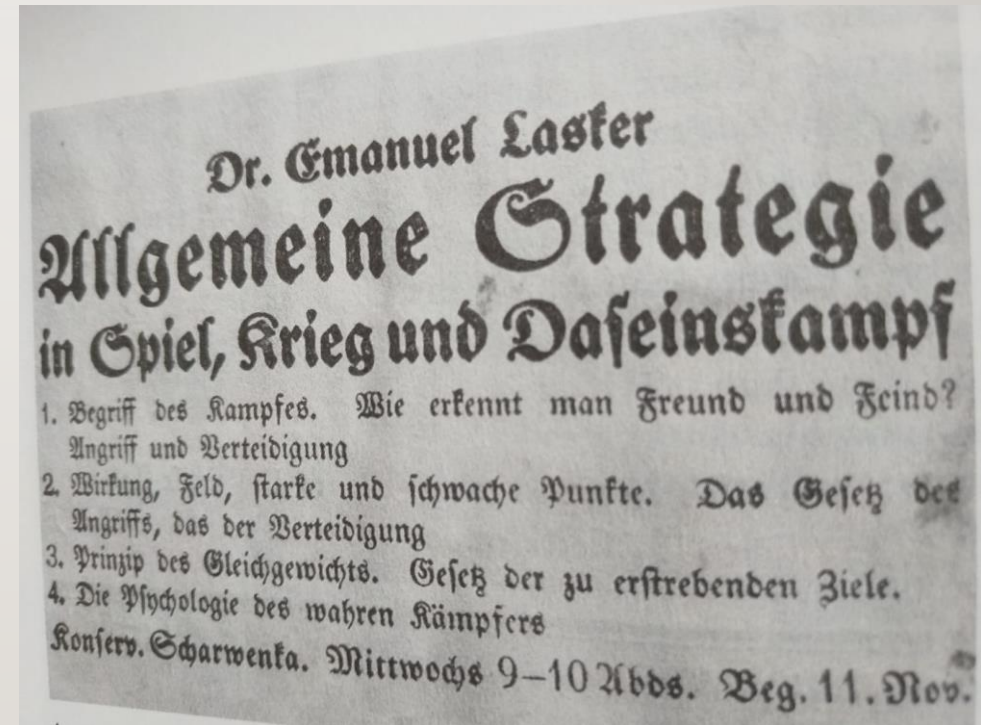 Dr. Emanuel Lasker
Allgemeine Strategie
in Spiel, Krieg und Daseinskampf
1. Begriff des Kampfes. Wie erkennt man Freund und Feind?
Angriff und Verteidigung
2. Wirkung, Feld, starke und schwache Punkte. Das Gesetz des
Angriffs, das der Verteidigung
3. Prinzip des Gleichgewichts. Gesetz der zu erstrebenden Ziele.
4. Die Psychologie des wahren Kämpfers
Konserv. Scharwenka. Mittwochs 9–10 Abds. Beg. 11. Nov.